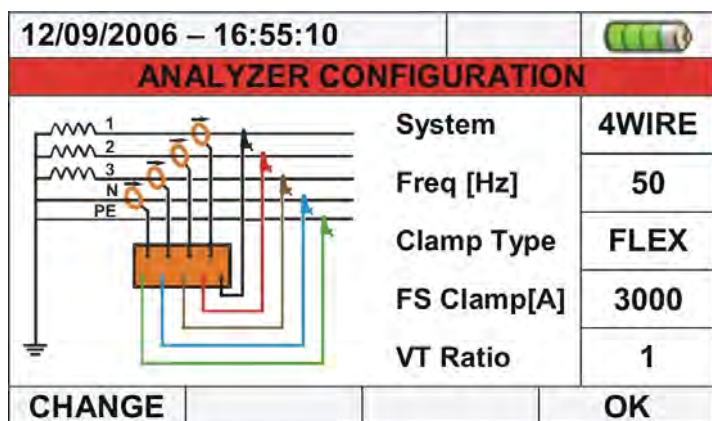 12/09/2006 – 16:55:10
ANALYZER CONFIGURATION
1
2
3
N
PE
System 4WIRE
Freq [Hz] 50
Clamp Type FLEX
FS Clamp[A] 3000
VT Ratio 1
CHANGE OK